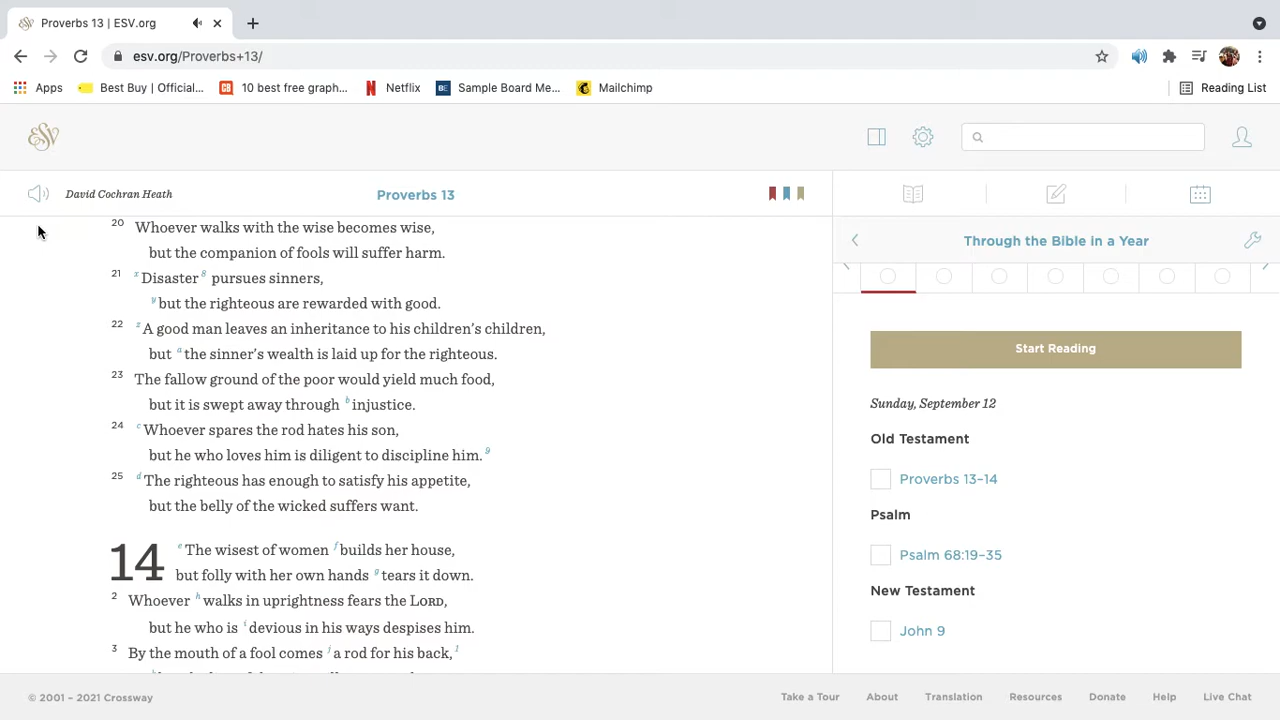 Proverbs 13 | ESV.org
esv.org/Proverbs+13/
Apps
Best Buy | Official...
10 best free graph...
Netflix
Sample Board Me...
Mailchimp
Reading List
ESV
David Cochran Heath
Proverbs 13
20 Whoever walks with the wise becomes wise,
but the companion of fools will suffer harm.
21 x Disaster 8 pursues sinners,
y but the righteous are rewarded with good.
22 z A good man leaves an inheritance to his children’s children,
but a the sinner’s wealth is laid up for the righteous.
23 The fallow ground of the poor would yield much food,
but it is swept away through b injustice.
24 c Whoever spares the rod hates his son,
but he who loves him is diligent to discipline him. 9
25 d The righteous has enough to satisfy his appetite,
but the belly of the wicked suffers want.
14 e The wisest of women f builds her house,
but folly with her own hands g tears it down.
2 Whoever h walks in uprightness fears the LORD,
but he who is i devious in his ways despises him.
3 By the mouth of a fool comes j a rod for his back, 1
Through the Bible in a Year
Start Reading
Sunday, September 12
Old Testament
Proverbs 13–14
Psalm
Psalm 68:19–35
New Testament
John 9
© 2001 – 2021 Crossway
Take a Tour
About
Translation
Resources
Donate
Help
Live Chat